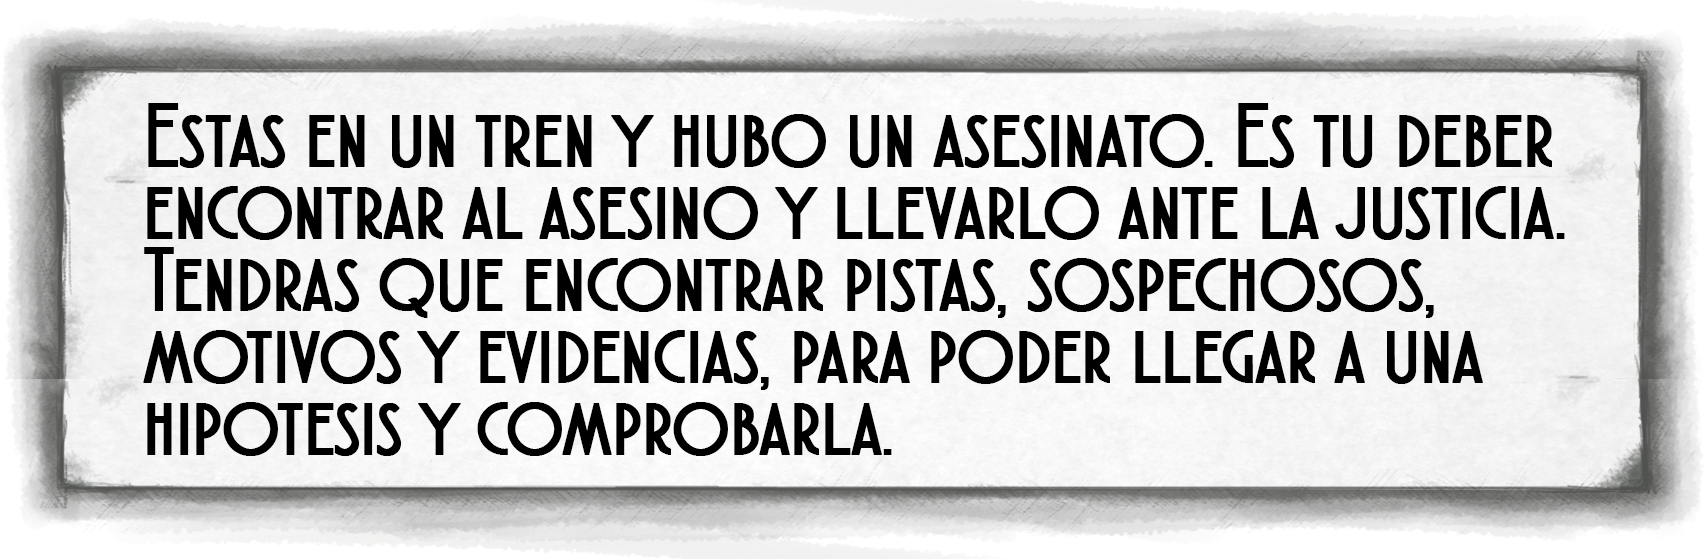 Estas en un tren y hubo un asesinato. Es tu deber
encontrar al asesino y llevarlo ante la justicia.
Tendras que encontrar pistas, sospechosos,
motivos y evidencias, para poder llegar a una
hipotesis y comprobarla.